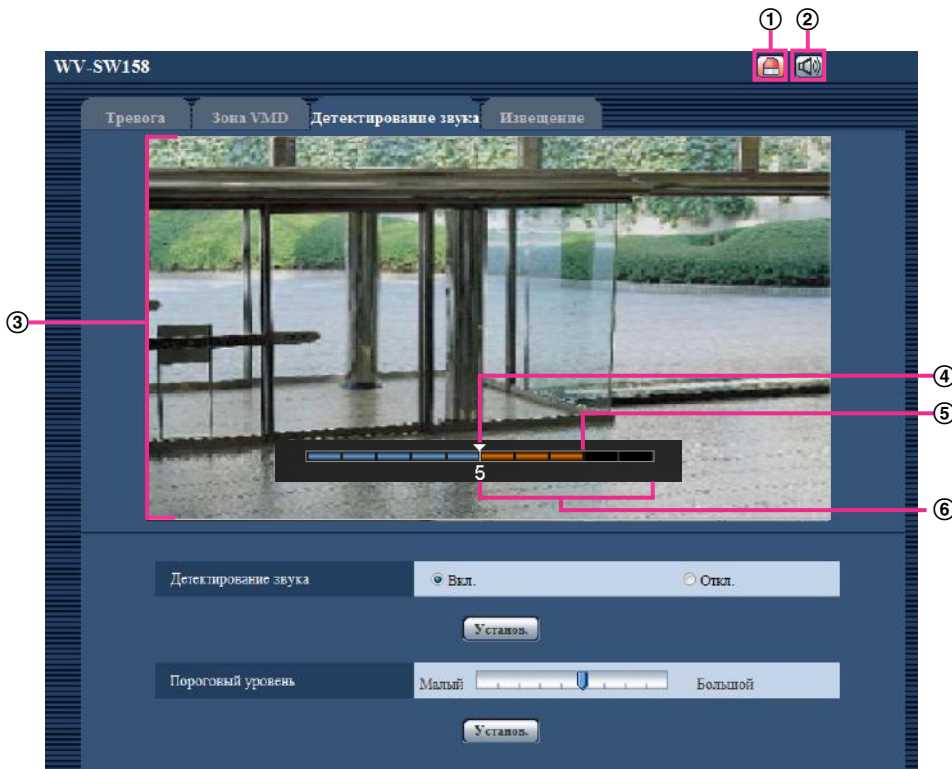 ① ②
WV-SW158
Тревога Зона VMD Детектирование звука Извещение
③
④
⑤
5
⑥
Детектирование звука Вкл. Откл.
Установ.
Пороговый уровень Малый Большой
Установ.